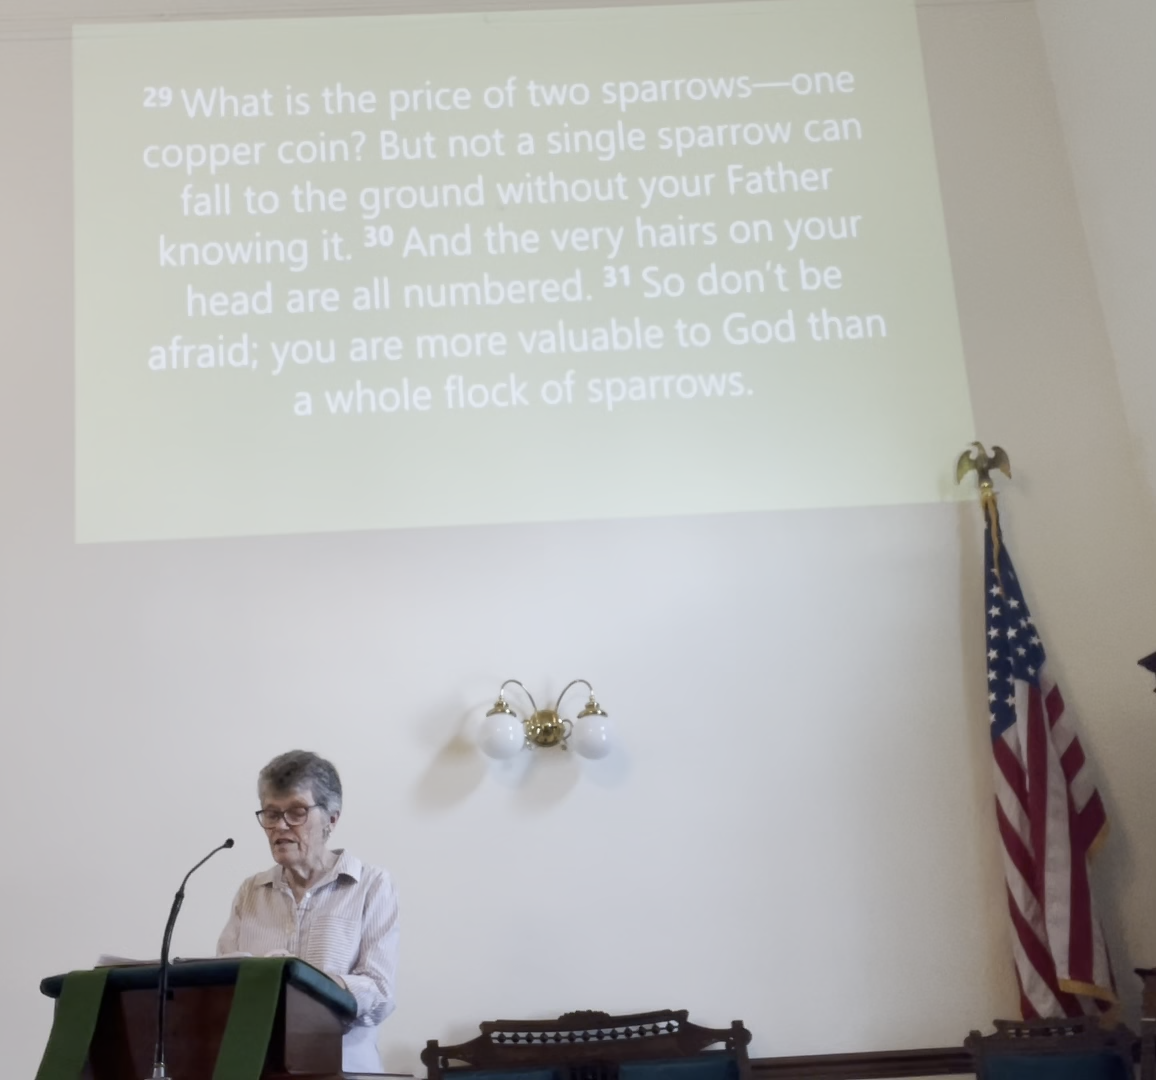 29 What is the price of two sparrows—one
copper coin? But not a single sparrow can
fall to the ground without your Father
knowing it. 30 And the very hairs on your
head are all numbered. 31 So don't be
afraid; you are more valuable to God than
a whole flock of sparrows.